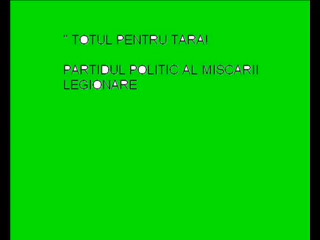 " TOTUL PENTRU TARA!
PARTIDUL POLITIC AL MISCARII
LEGIONARE